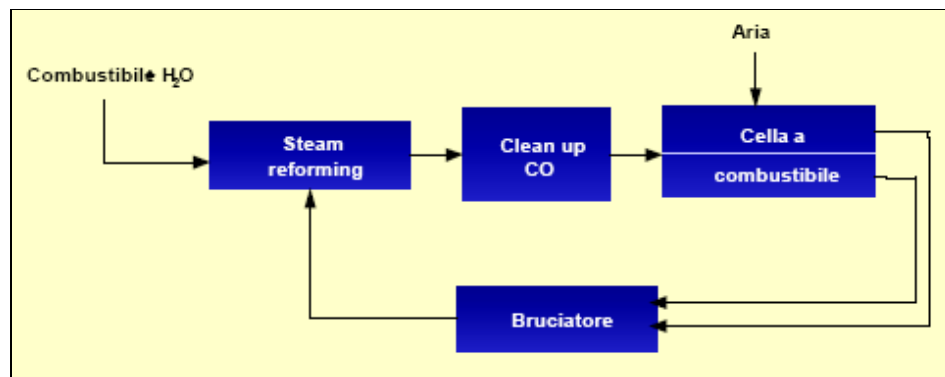 Aria
Combustibile H2O
Steam
reforming
Clean up
CO
Cella a
combustibile
Bruciatore